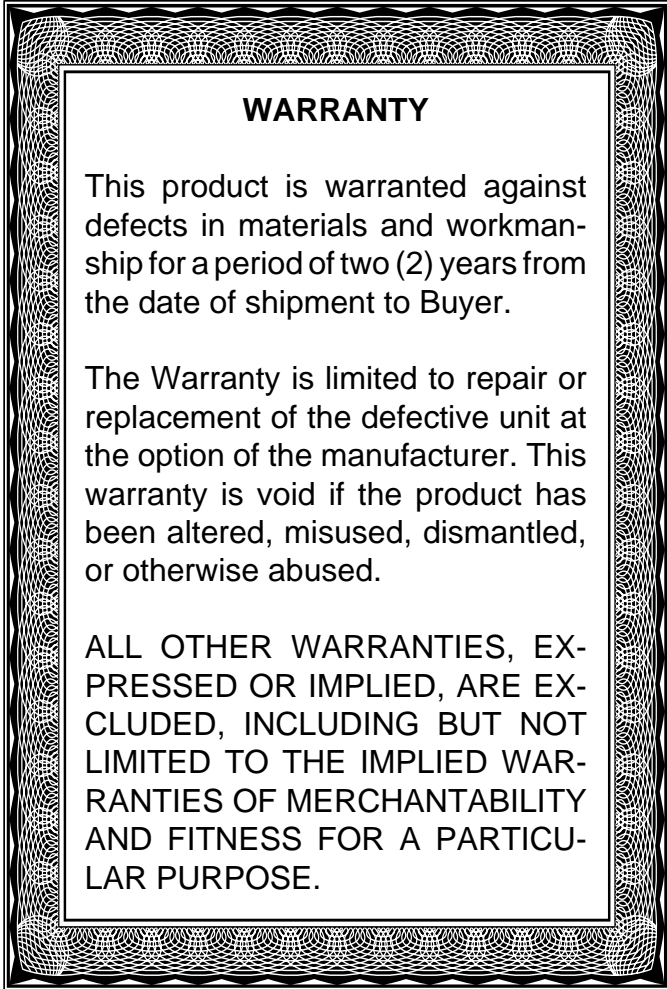 WARRANTY
This product is warranted against
defects in materials and workman-
ship for a period of two (2) years from
the date of shipment to Buyer.
The Warranty is limited to repair or
replacement of the defective unit at
the option of the manufacturer. This
warranty is void if the product has
been altered, misused, dismantled,
or otherwise abused.
ALL OTHER WARRANTIES, EX-
PRESSED OR IMPLIED, ARE EX-
CLUDED, INCLUDING BUT NOT
LIMITED TO THE IMPLIED WAR-
RANTIES OF MERCHANTABILITY
AND FITNESS FOR A PARTICU-
LAR PURPOSE.